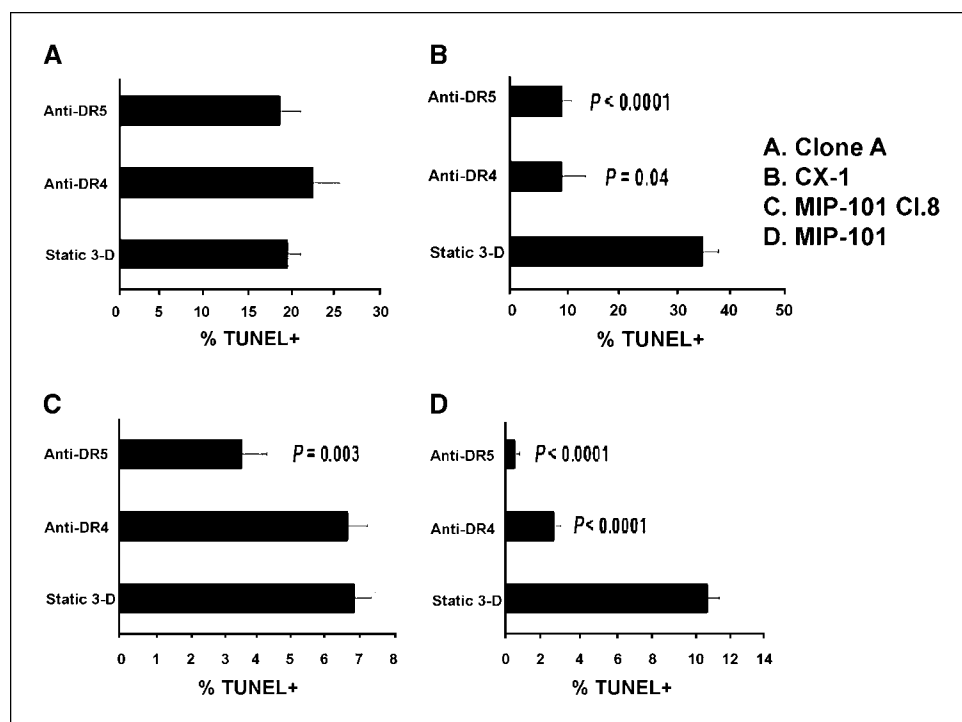 A
Anti-DR5
Anti-DR4
Static 3-D
0 5 10 15 20 25 30
% TUNEL+
B
Anti-DR5
P < 0.0001
Anti-DR4
P = 0.04
Static 3-D
0 10 20 30 40 50
% TUNEL+
A. Clone A
B. CX-1
C. MIP-101 Cl.8
D. MIP-101
C
Anti-DR5
P = 0.003
Anti-DR4
Static 3-D
0 1 2 3 4 5 6 7 8
% TUNEL+
D
Anti-DR5
P < 0.0001
Anti-DR4
P < 0.0001
Static 3-D
0 2 4 6 8 10 12 14
% TUNEL+